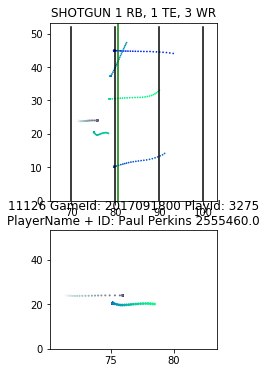 SHOTGUN 1 RB, 1 TE, 3 WR
50
40
30
20
10
0
70 80 90 100
11126 GameId: 2017091800 PlayId: 3275
PlayerName + ID: Paul Perkins 2555460.0
40
20
0
75 80